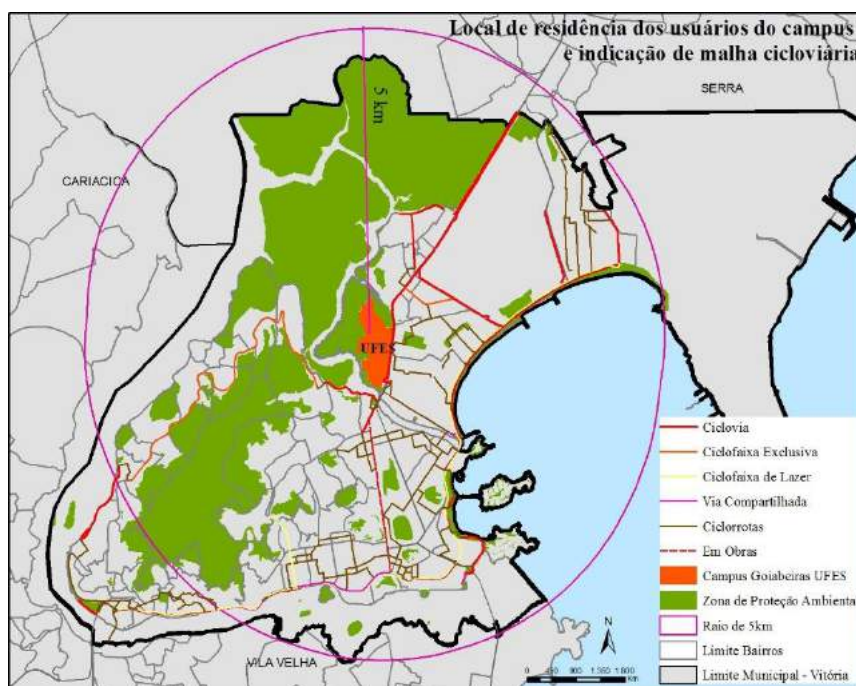 Local de residência dos usuários do campus
e indicação de malha cicloviária
SERRA
5 km
CARIACICA
UFES
Ciclovia
Ciclofaixa Exclusiva
Ciclofaixa de Lazer
Via Compartilhada
Ciclorrotas
Em Obras
Campus Goiabeiras UFES
Zona de Proteção Ambienta
Raio de 5km
Limite Bairros
Limite Municipal - Vitória
N
VILA VELHA
km